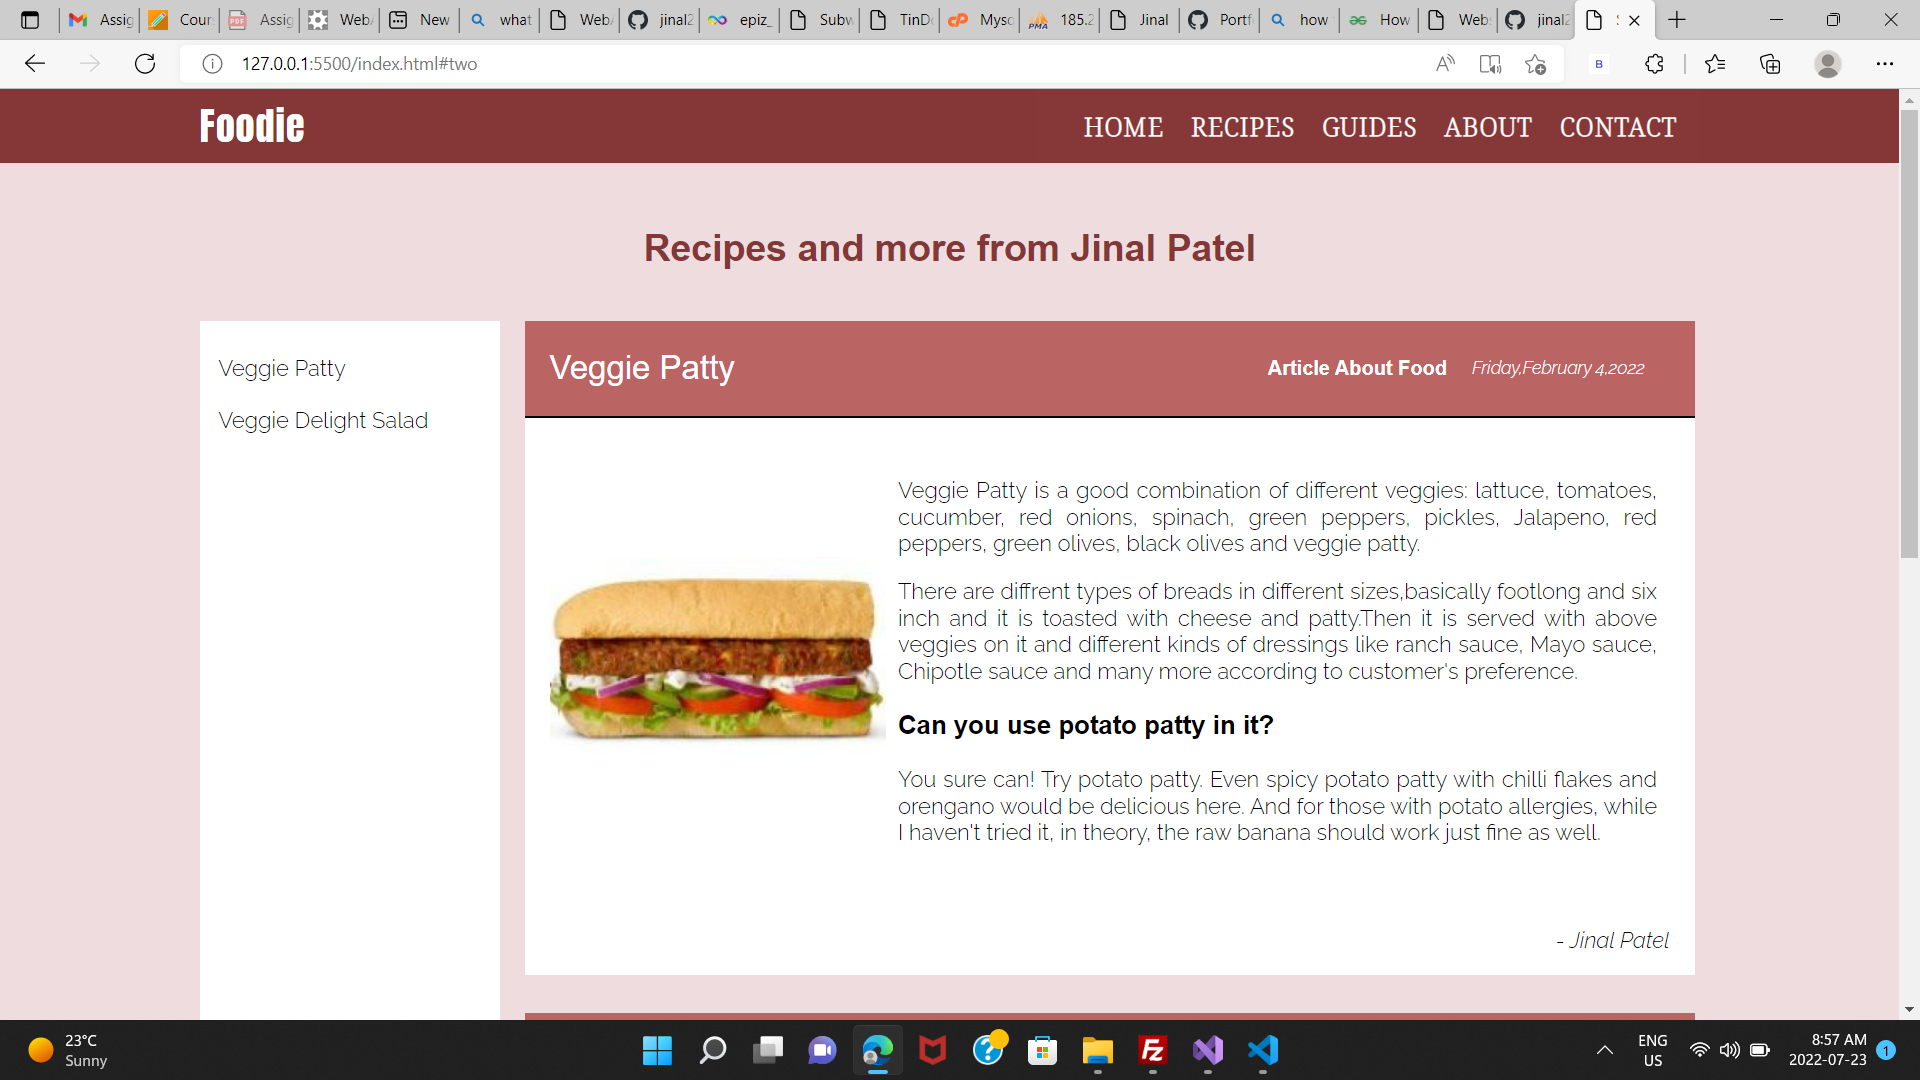 Assig
Cour
Assig
WebA
New
what
WebA
jinal2
epiz_
Subw
TinDo
Mysq
185.2
Jinal
Portf
how
How
Webs
jinal2
127.0.0.1:5500/index.html#two
B
Foodie
HOME RECIPES GUIDES ABOUT CONTACT
Recipes and more from Jinal Patel
Veggie Patty
Veggie Delight Salad
Veggie Patty
Article About Food Friday,February 4,2022
Veggie Patty is a good combination of different veggies: lattuce, tomatoes,
cucumber, red onions, spinach, green peppers, pickles, Jalapeno, red
peppers, green olives, black olives and veggie patty.
There are diffrent types of breads in different sizes,basically footlong and six
inch and it is toasted with cheese and patty.Then it is served with above
veggies on it and different kinds of dressings like ranch sauce, Mayo sauce,
Chipotle sauce and many more according to customer's preference.
Can you use potato patty in it?
You sure can! Try potato patty. Even spicy potato patty with chilli flakes and
orengano would be delicious here. And for those with potato allergies, while
I haven't tried it, in theory, the raw banana should work just fine as well.
- Jinal Patel
23°C
Sunny
ENG
US
8:57 AM
2022-07-23
1